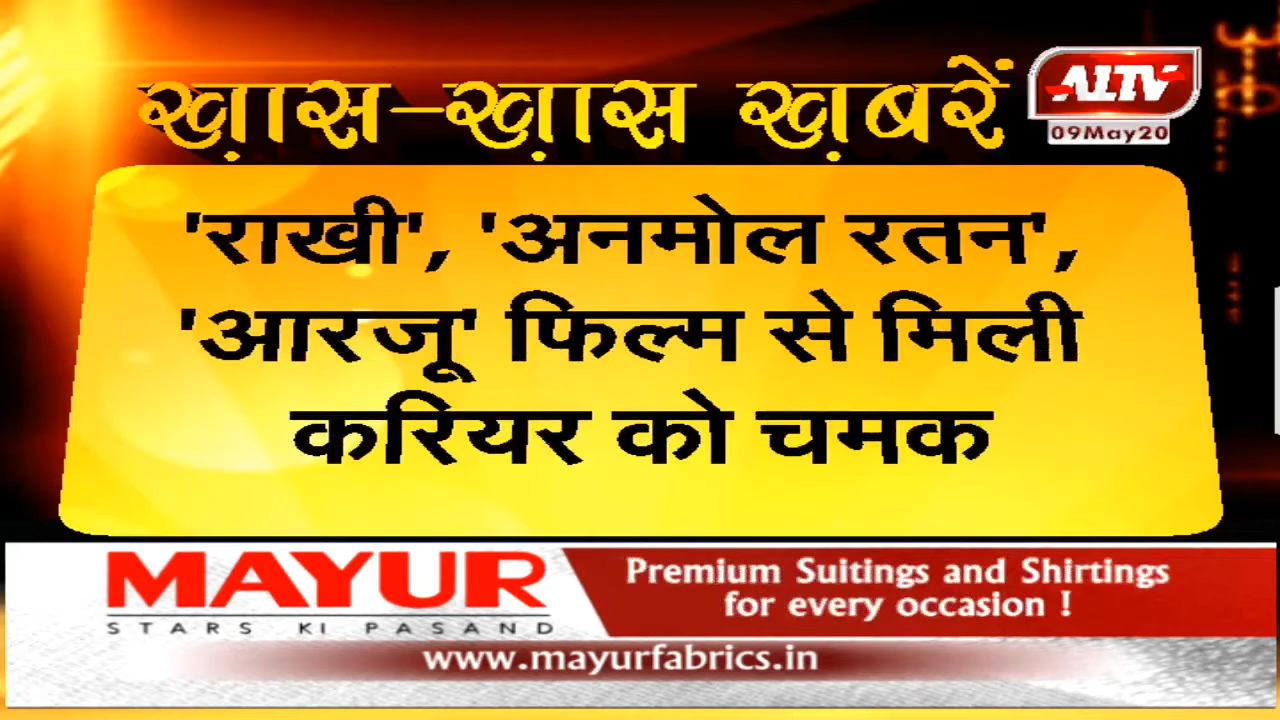 ख़ास-ख़ास ख़बरें
ALTV
09May20
'राखी', 'अनमोल रतन',
'आरजू' फिल्म से मिली
करियर को चमक
MAYUR
STARS KI PASAND
Premium Suitings and Shirtings
for every occasion !
www.mayurfabrics.in